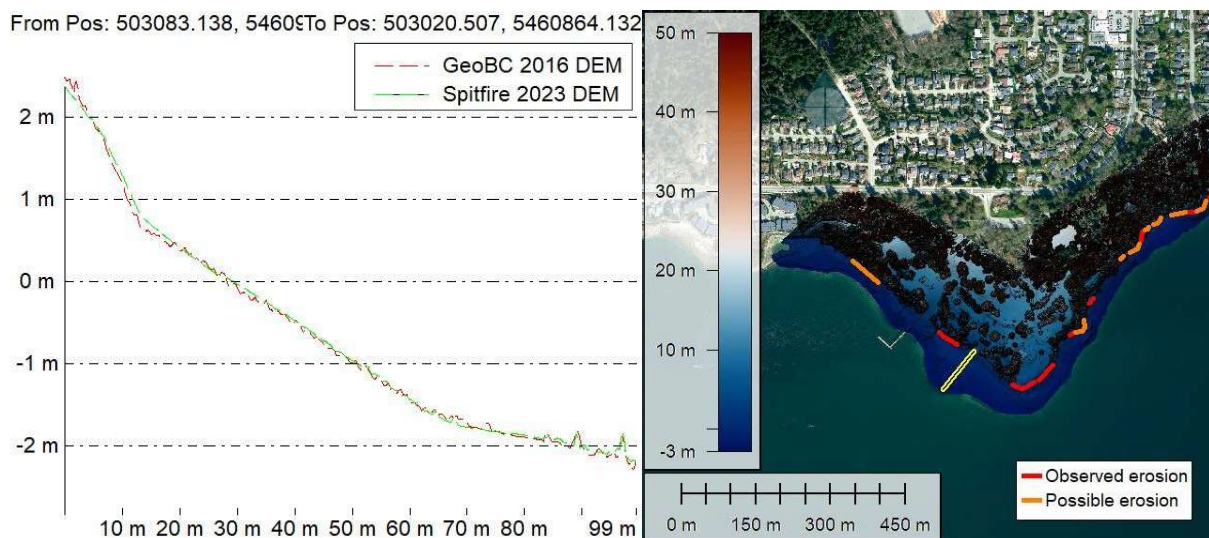 From Pos: 503083.138, 54609
To Pos: 503020.507, 5460864.132
GeoBC 2016 DEM
Spitfire 2023 DEM
2 m
1 m
0 m
-1 m
-2 m
10 m 20 m 30 m 40 m 50 m 60 m 70 m 80 m 99 m
50 m
40 m
30 m
20 m
10 m
-3 m
0 m 150 m 300 m 450 m
Observed erosion
Possible erosion